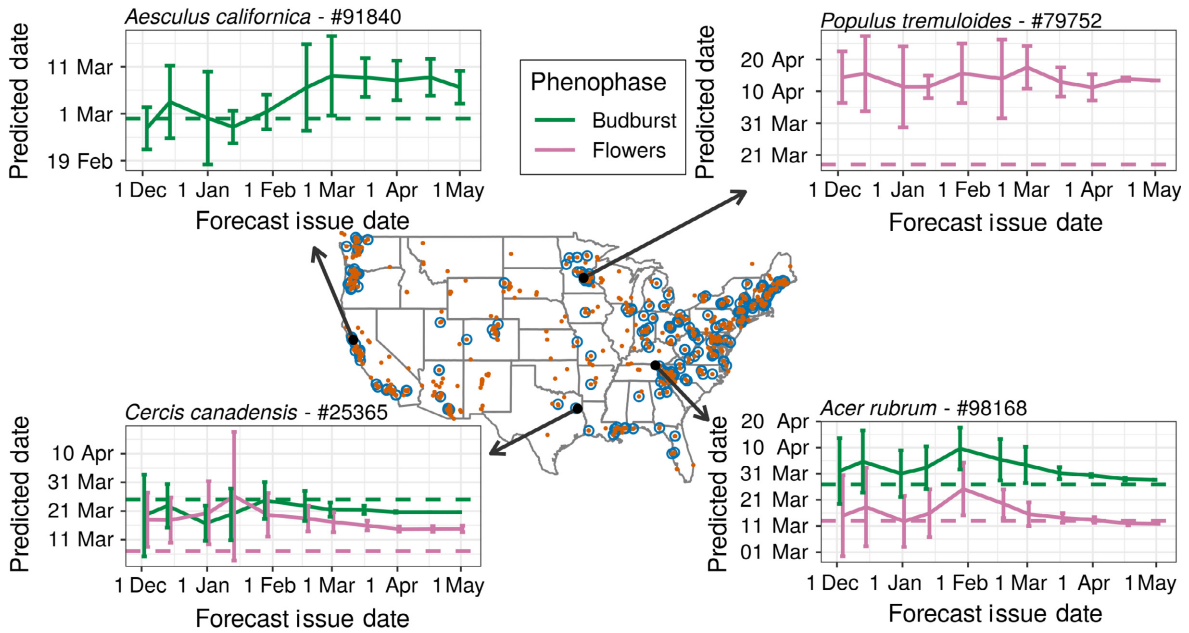 Aesculus californica - #91840
Predicted date
11 Mar
1 Mar
19 Feb
1 Dec 1 Jan 1 Feb 1 Mar 1 Apr 1 May
Forecast issue date
Phenophase
Budburst
Flowers
Populus tremuloides - #79752
Predicted date
20 Apr
10 Apr
31 Mar
21 Mar
1 Dec 1 Jan 1 Feb 1 Mar 1 Apr 1 May
Forecast issue date
Cercis canadensis - #25365
Predicted date
10 Apr
31 Mar
21 Mar
11 Mar
1 Dec 1 Jan 1 Feb 1 Mar 1 Apr 1 May
Forecast issue date
Acer rubrum - #98168
Predicted date
20 Apr
10 Apr
31 Mar
21 Mar
11 Mar
01 Mar
1 Dec 1 Jan 1 Feb 1 Mar 1 Apr 1 May
Forecast issue date